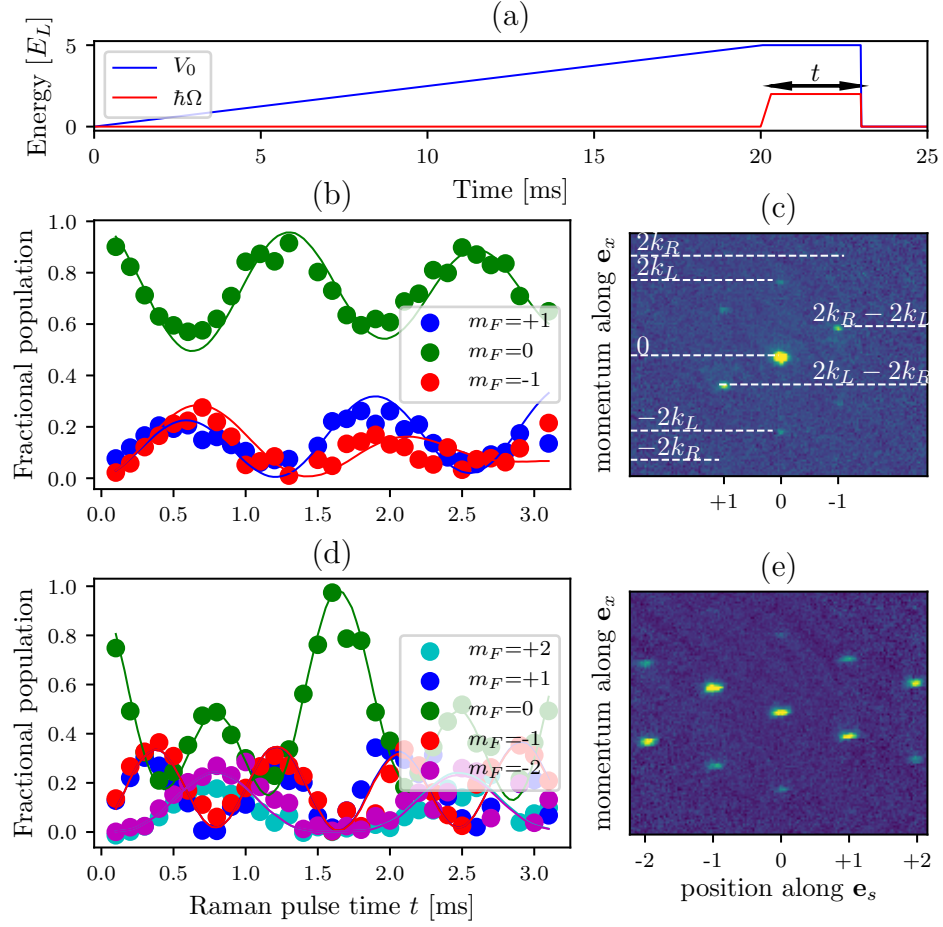 (a)
Energy [E_L]
5
0
V_0
ħΩ
t
0 5 10 15 20 25
Time [ms]
(b)
Fractional population
1.0
0.8
0.6
0.4
0.2
0.0
m_F=+1
m_F=0
m_F=-1
0.0 0.5 1.0 1.5 2.0 2.5 3.0
(c)
momentum along e_x
2k_R
2k_L
2k_R − 2k_L
0
2k_L − 2k_R
−2k_L
−2k_R
+1 0 -1
(d)
Fractional population
1.0
0.8
0.6
0.4
0.2
0.0
m_F=+2
m_F=+1
m_F=0
m_F=-1
m_F=-2
0.0 0.5 1.0 1.5 2.0 2.5 3.0
Raman pulse time t [ms]
(e)
momentum along e_x
-2 -1 0 +1 +2
position along e_s